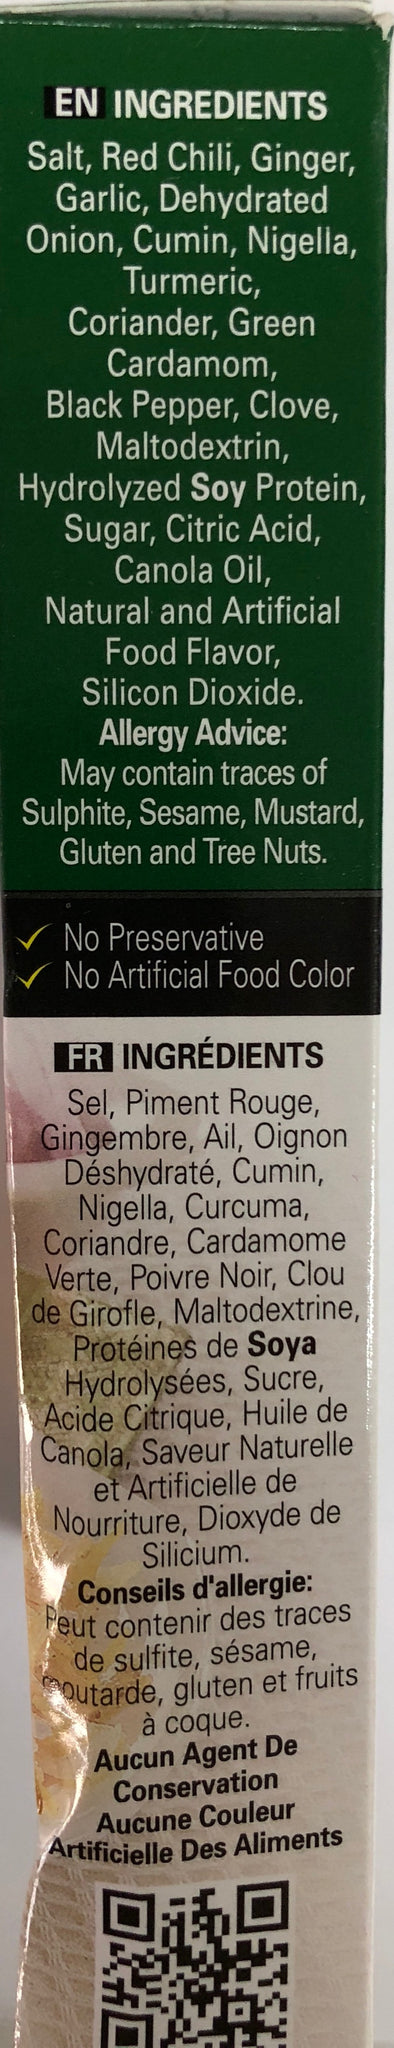 EN INGREDIENTS
Salt, Red Chili, Ginger,
Garlic, Dehydrated
Onion, Cumin, Nigella,
Turmeric,
Coriander, Green
Cardamom,
Black Pepper, Clove,
Maltodextrin,
Hydrolyzed Soy Protein,
Sugar, Citric Acid,
Canola Oil,
Natural and Artificial
Food Flavor,
Silicon Dioxide.
Allergy Advice:
May contain traces of
Sulphite, Sesame, Mustard,
Gluten and Tree Nuts.
No Preservative
No Artificial Food Color
FR INGRÉDIENTS
Sel, Piment Rouge,
Gingembre, Ail, Oignon
Déshydraté, Cumin,
Nigella, Curcuma,
Coriandre, Cardamome
Verte, Poivre Noir, Clou
de Girofle, Maltodextrine,
Protéines de Soya
Hydrolysées, Sucre,
Acide Citrique, Huile de
Canola, Saveur Naturelle
et Artificielle de
Nourriture, Dioxyde de
Silicium.
Conseils d'allergie:
Peut contenir des traces
de sulfite, sésame,
moutarde, gluten et fruits
à coque.
Aucun Agent De
Conservation
Aucune Couleur
Artificielle Des Aliments